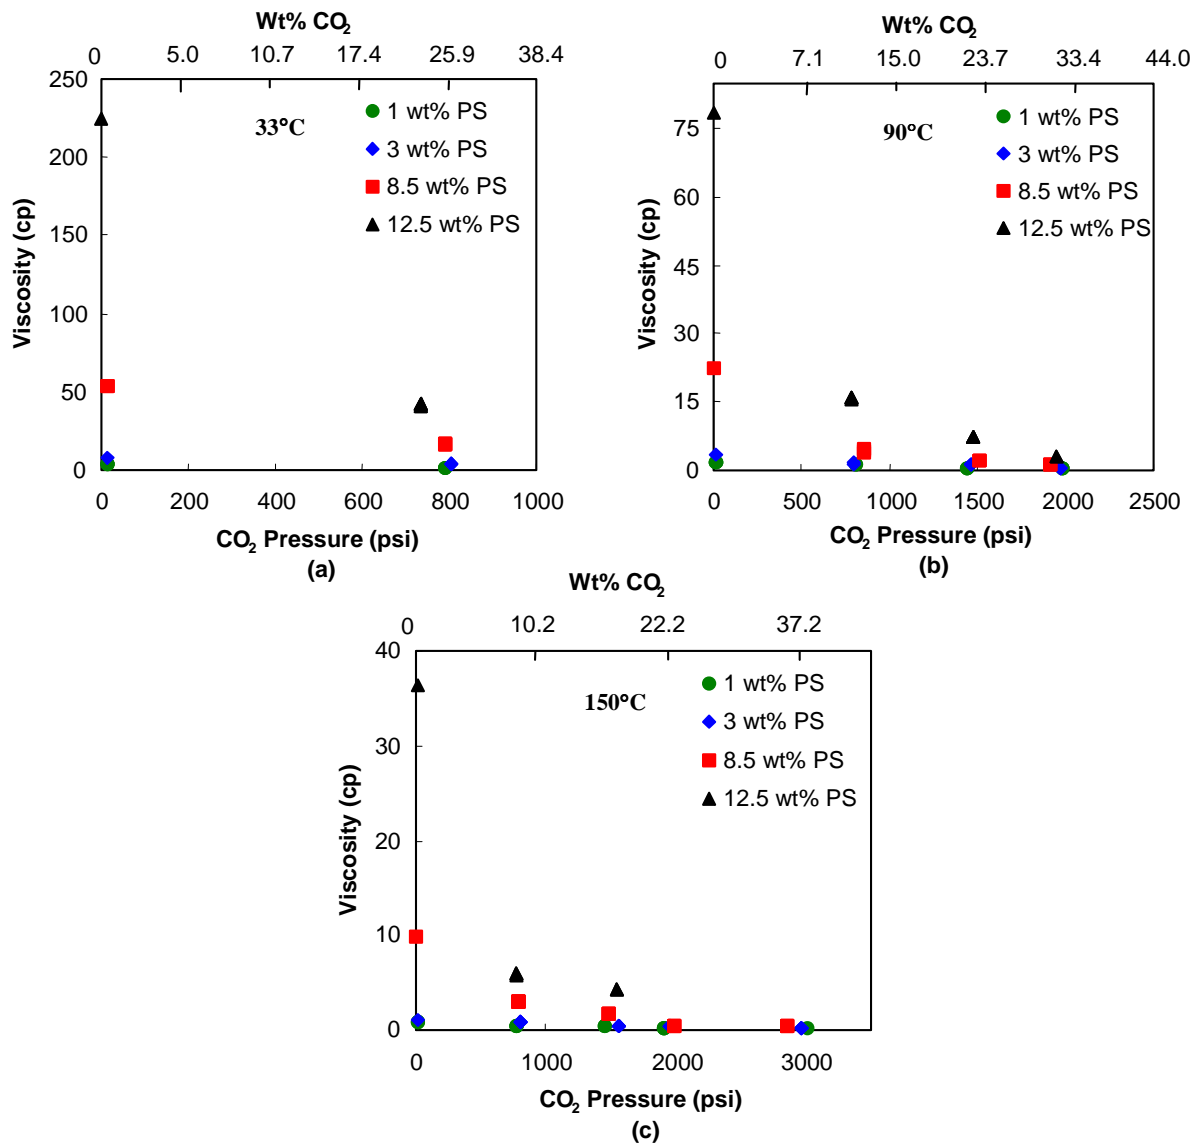 Wt% CO2
0 5.0 10.7 17.4 25.9 38.4
250
200
150
100
50
0
Viscosity (cp)
33°C
1 wt% PS
3 wt% PS
8.5 wt% PS
12.5 wt% PS
0 200 400 600 800 1000
CO2 Pressure (psi)
(a)
Wt% CO2
0 7.1 15.0 23.7 33.4 44.0
75
60
45
30
15
0
Viscosity (cp)
90°C
1 wt% PS
3 wt% PS
8.5 wt% PS
12.5 wt% PS
0 500 1000 1500 2000 2500
CO2 Pressure (psi)
(b)
Wt% CO2
0 10.2 22.2 37.2
40
30
20
10
0
Viscosity (cp)
150°C
1 wt% PS
3 wt% PS
8.5 wt% PS
12.5 wt% PS
0 1000 2000 3000
CO2 Pressure (psi)
(c)